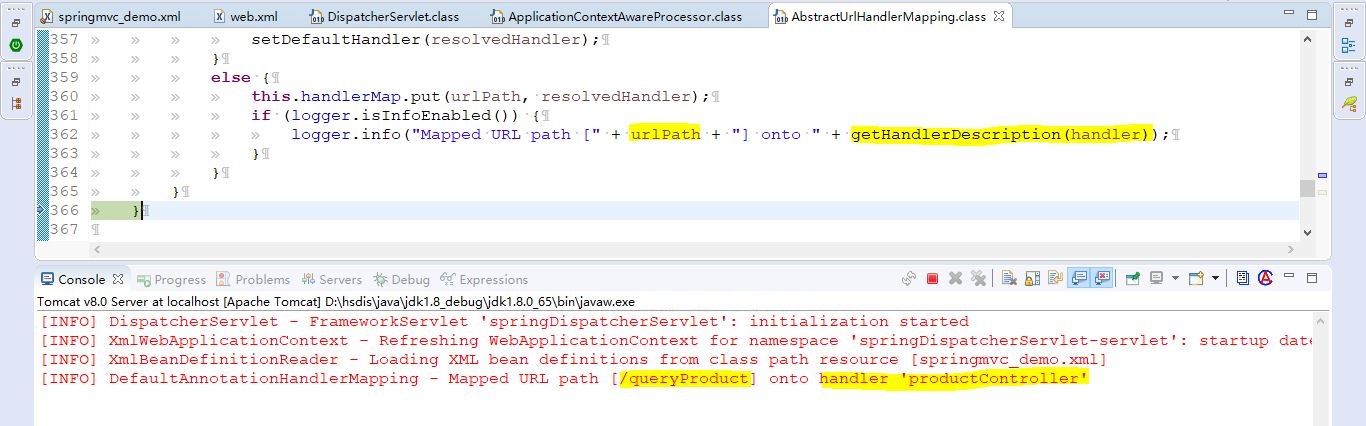 springmvc_demo.xml web.xml DispatcherServlet.class ApplicationContextAwareProcessor.class AbstractUrlHandlerMapping.class
357 » » » » setDefaultHandler(resolvedHandler);¶
358 » » » }¶
359 » » » else·{¶
360 » » » » this.handlerMap.put(urlPath,·resolvedHandler);¶
361 » » » » if·(logger.isInfoEnabled())·{¶
362 » » » » » logger.info("Mapped·URL·path·["·+·urlPath·+·"]·onto·"·+·getHandlerDescription(handler));¶
363 » » » » }¶
364 » » » }¶
365 » » }¶
366 » }¶
367 ¶
Console Progress Problems Servers Debug Expressions
Tomcat v8.0 Server at localhost [Apache Tomcat] D:\hsdis\java\jdk1.8_debug\jdk1.8.0_65\bin\javaw.exe
[INFO] DispatcherServlet - FrameworkServlet 'springDispatcherServlet': initialization started
[INFO] XmlWebApplicationContext - Refreshing WebApplicationContext for namespace 'springDispatcherServlet-servlet': startup date
[INFO] XmlBeanDefinitionReader - Loading XML bean definitions from class path resource [springmvc_demo.xml]
[INFO] DefaultAnnotationHandlerMapping - Mapped URL path [/queryProduct] onto handler 'productController'